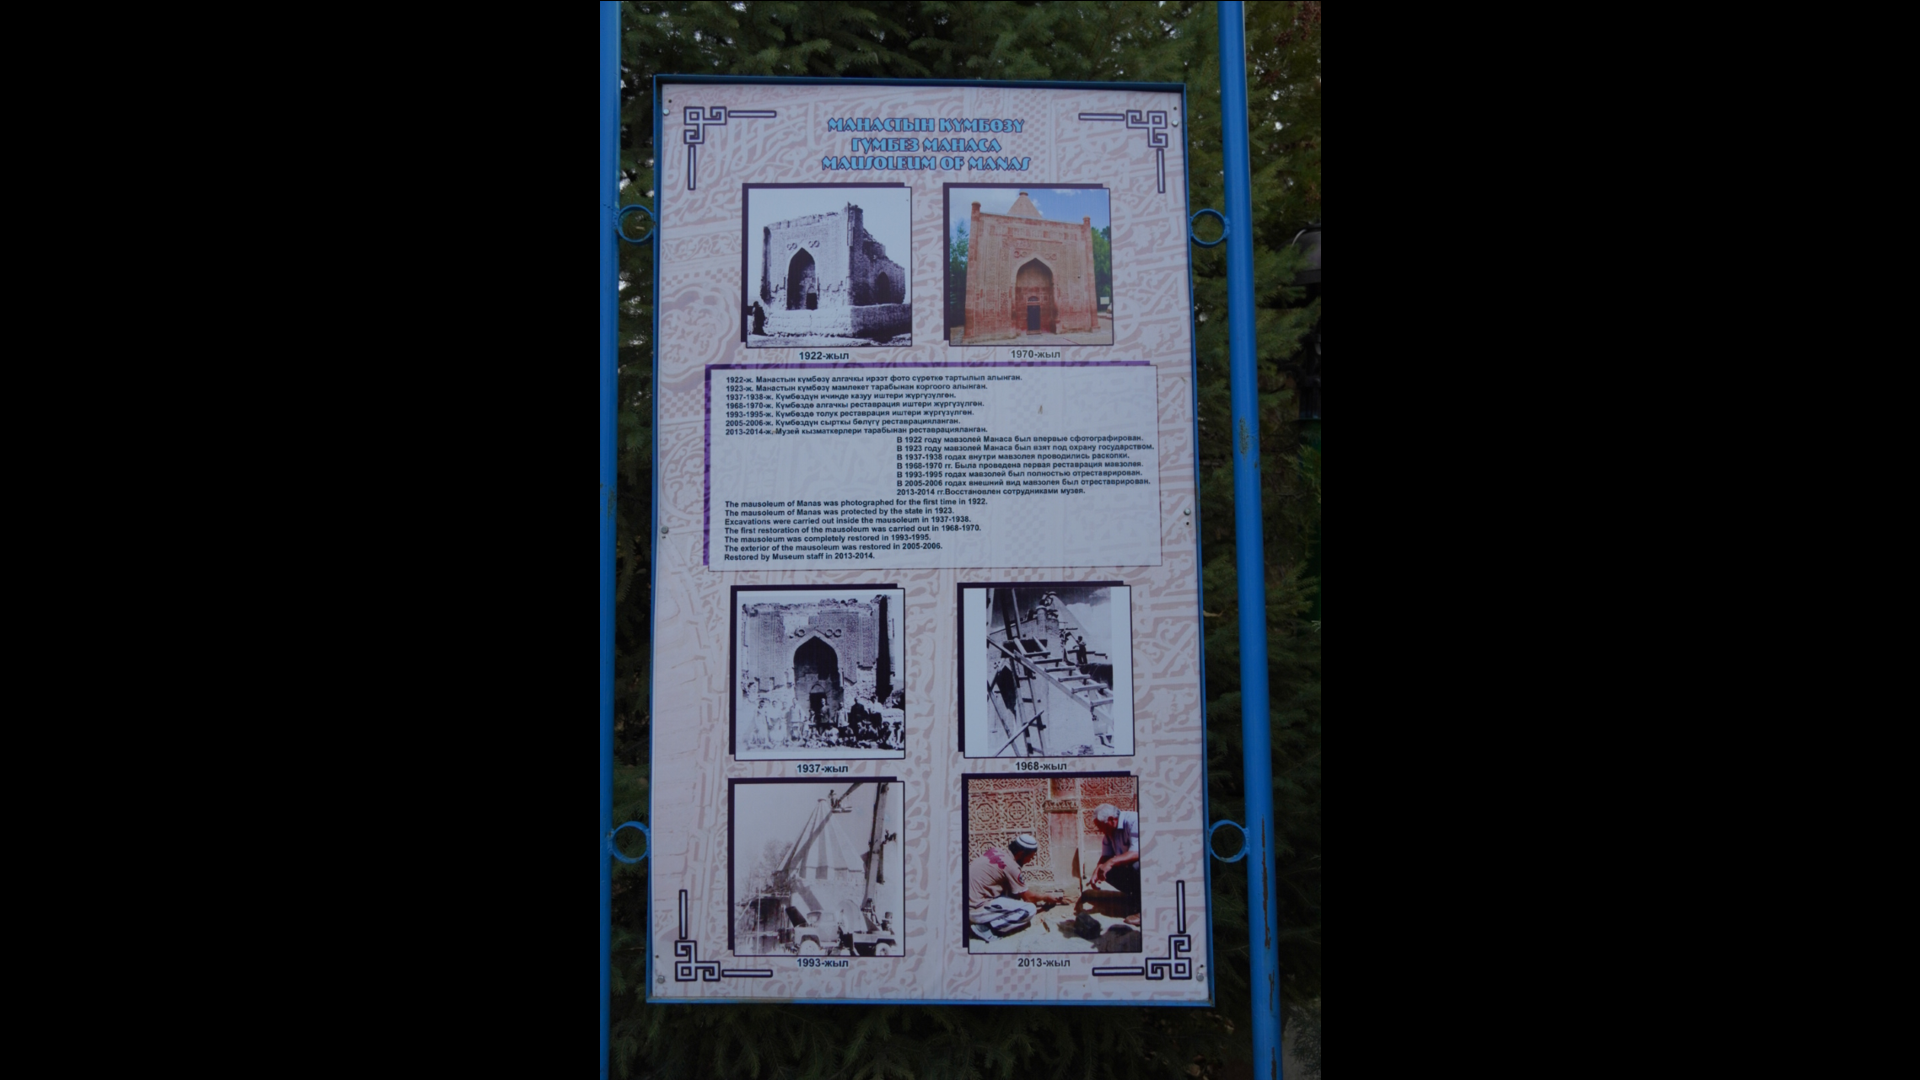 МАНАСТЫН КҮМБӨЗҮ
ГУМБЕЗ МАНАСА
MAUSOLEUM OF MANAS
1922-жыл
1970-жыл
1922-ж. Манастын күмбөзү алгачкы ирээт фото сүрөткө тартылып алынган.
1923-ж. Манастын күмбөзү мамлекет тарабынан коргоого алынган.
1937-1938-ж. Күмбөздүн ичинде казуу иштери жүргүзүлгөн.
1968-1970-ж. Күмбөздө алгачкы реставрация иштери жүргүзүлгөн.
1993-1995-ж. Күмбөздө толук реставрация иштери жүргүзүлгөн.
2005-2006-ж. Күмбөздүн сырткы бөлүгү реставрацияланган.
2013-2014-ж. Музей кызматкерлери тарабынан реставрацияланган.
В 1922 году мавзолей Манаса был впервые сфотографирован.
В 1923 году мавзолей Манаса был взят под охрану государством.
В 1937-1938 годах внутри мавзолея проводились раскопки.
В 1968-1970 гг. Была проведена первая реставрация мавзолея.
В 1993-1995 годах мавзолей был полностью отреставрирован.
В 2005-2006 годах внешний вид мавзолея был отреставрирован.
2013-2014 гг.Восстановлен сотрудниками музея.
The mausoleum of Manas was photographed for the first time in 1922.
The mausoleum of Manas was protected by the state in 1923.
Excavations were carried out inside the mausoleum in 1937-1938.
The first restoration of the mausoleum was carried out in 1968-1970.
The mausoleum was completely restored in 1993-1995.
The exterior of the mausoleum was restored in 2005-2006.
Restored by Museum staff in 2013-2014.
1937-жыл
1968-жыл
1993-жыл
2013-жыл